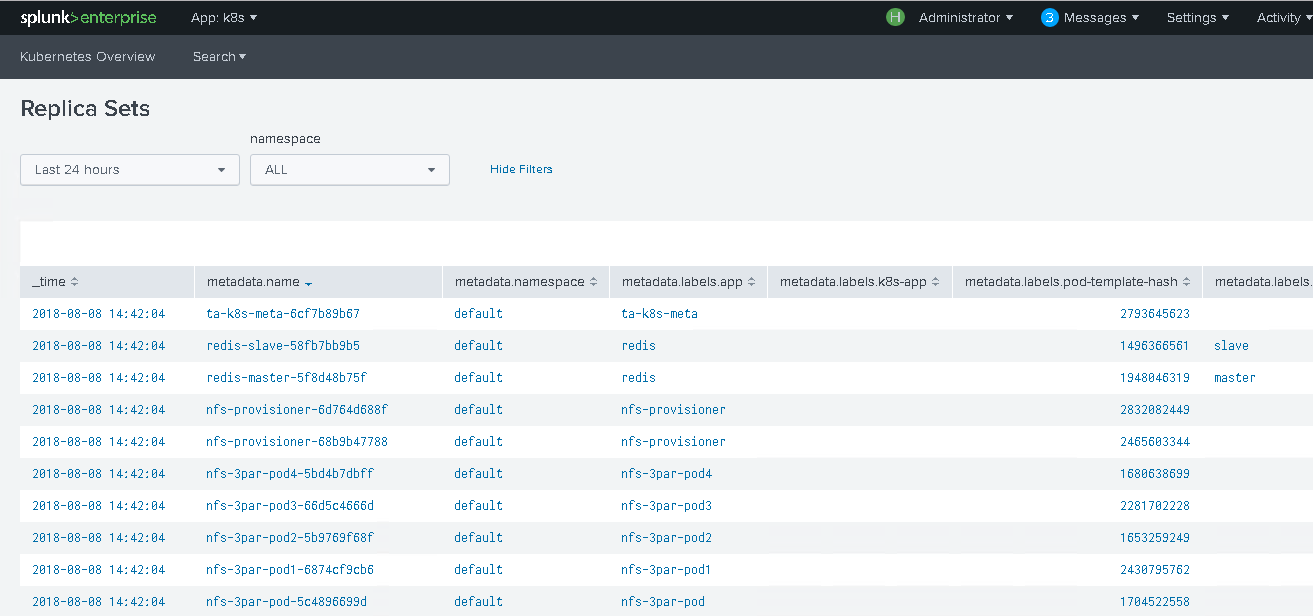 splunk>enterprise App: k8s H Administrator 3 Messages Settings Activity
Kubernetes Overview Search
Replica Sets
namespace
Last 24 hours ALL Hide Filters
_time metadata.name metadata.namespace metadata.labels.app metadata.labels.k8s-app metadata.labels.pod-template-hash metadata.labels.
2018-08-08 14:42:04 ta-k8s-meta-6cf7b89b67 default ta-k8s-meta 2793645623
2018-08-08 14:42:04 redis-slave-58fb7bb9b5 default redis 1496366561 slave
2018-08-08 14:42:04 redis-master-5f8d48b75f default redis 1948046319 master
2018-08-08 14:42:04 nfs-provisioner-6d764d688f default nfs-provisioner 2832082449
2018-08-08 14:42:04 nfs-provisioner-68b9b47788 default nfs-provisioner 2465603344
2018-08-08 14:42:04 nfs-3par-pod4-5bd4b7dbff default nfs-3par-pod4 1680638699
2018-08-08 14:42:04 nfs-3par-pod3-66d5c4666d default nfs-3par-pod3 2281702228
2018-08-08 14:42:04 nfs-3par-pod2-5b9769f68f default nfs-3par-pod2 1653259249
2018-08-08 14:42:04 nfs-3par-pod1-6874cf9cb6 default nfs-3par-pod1 2430795762
2018-08-08 14:42:04 nfs-3par-pod-5c4896699d default nfs-3par-pod 1704522558